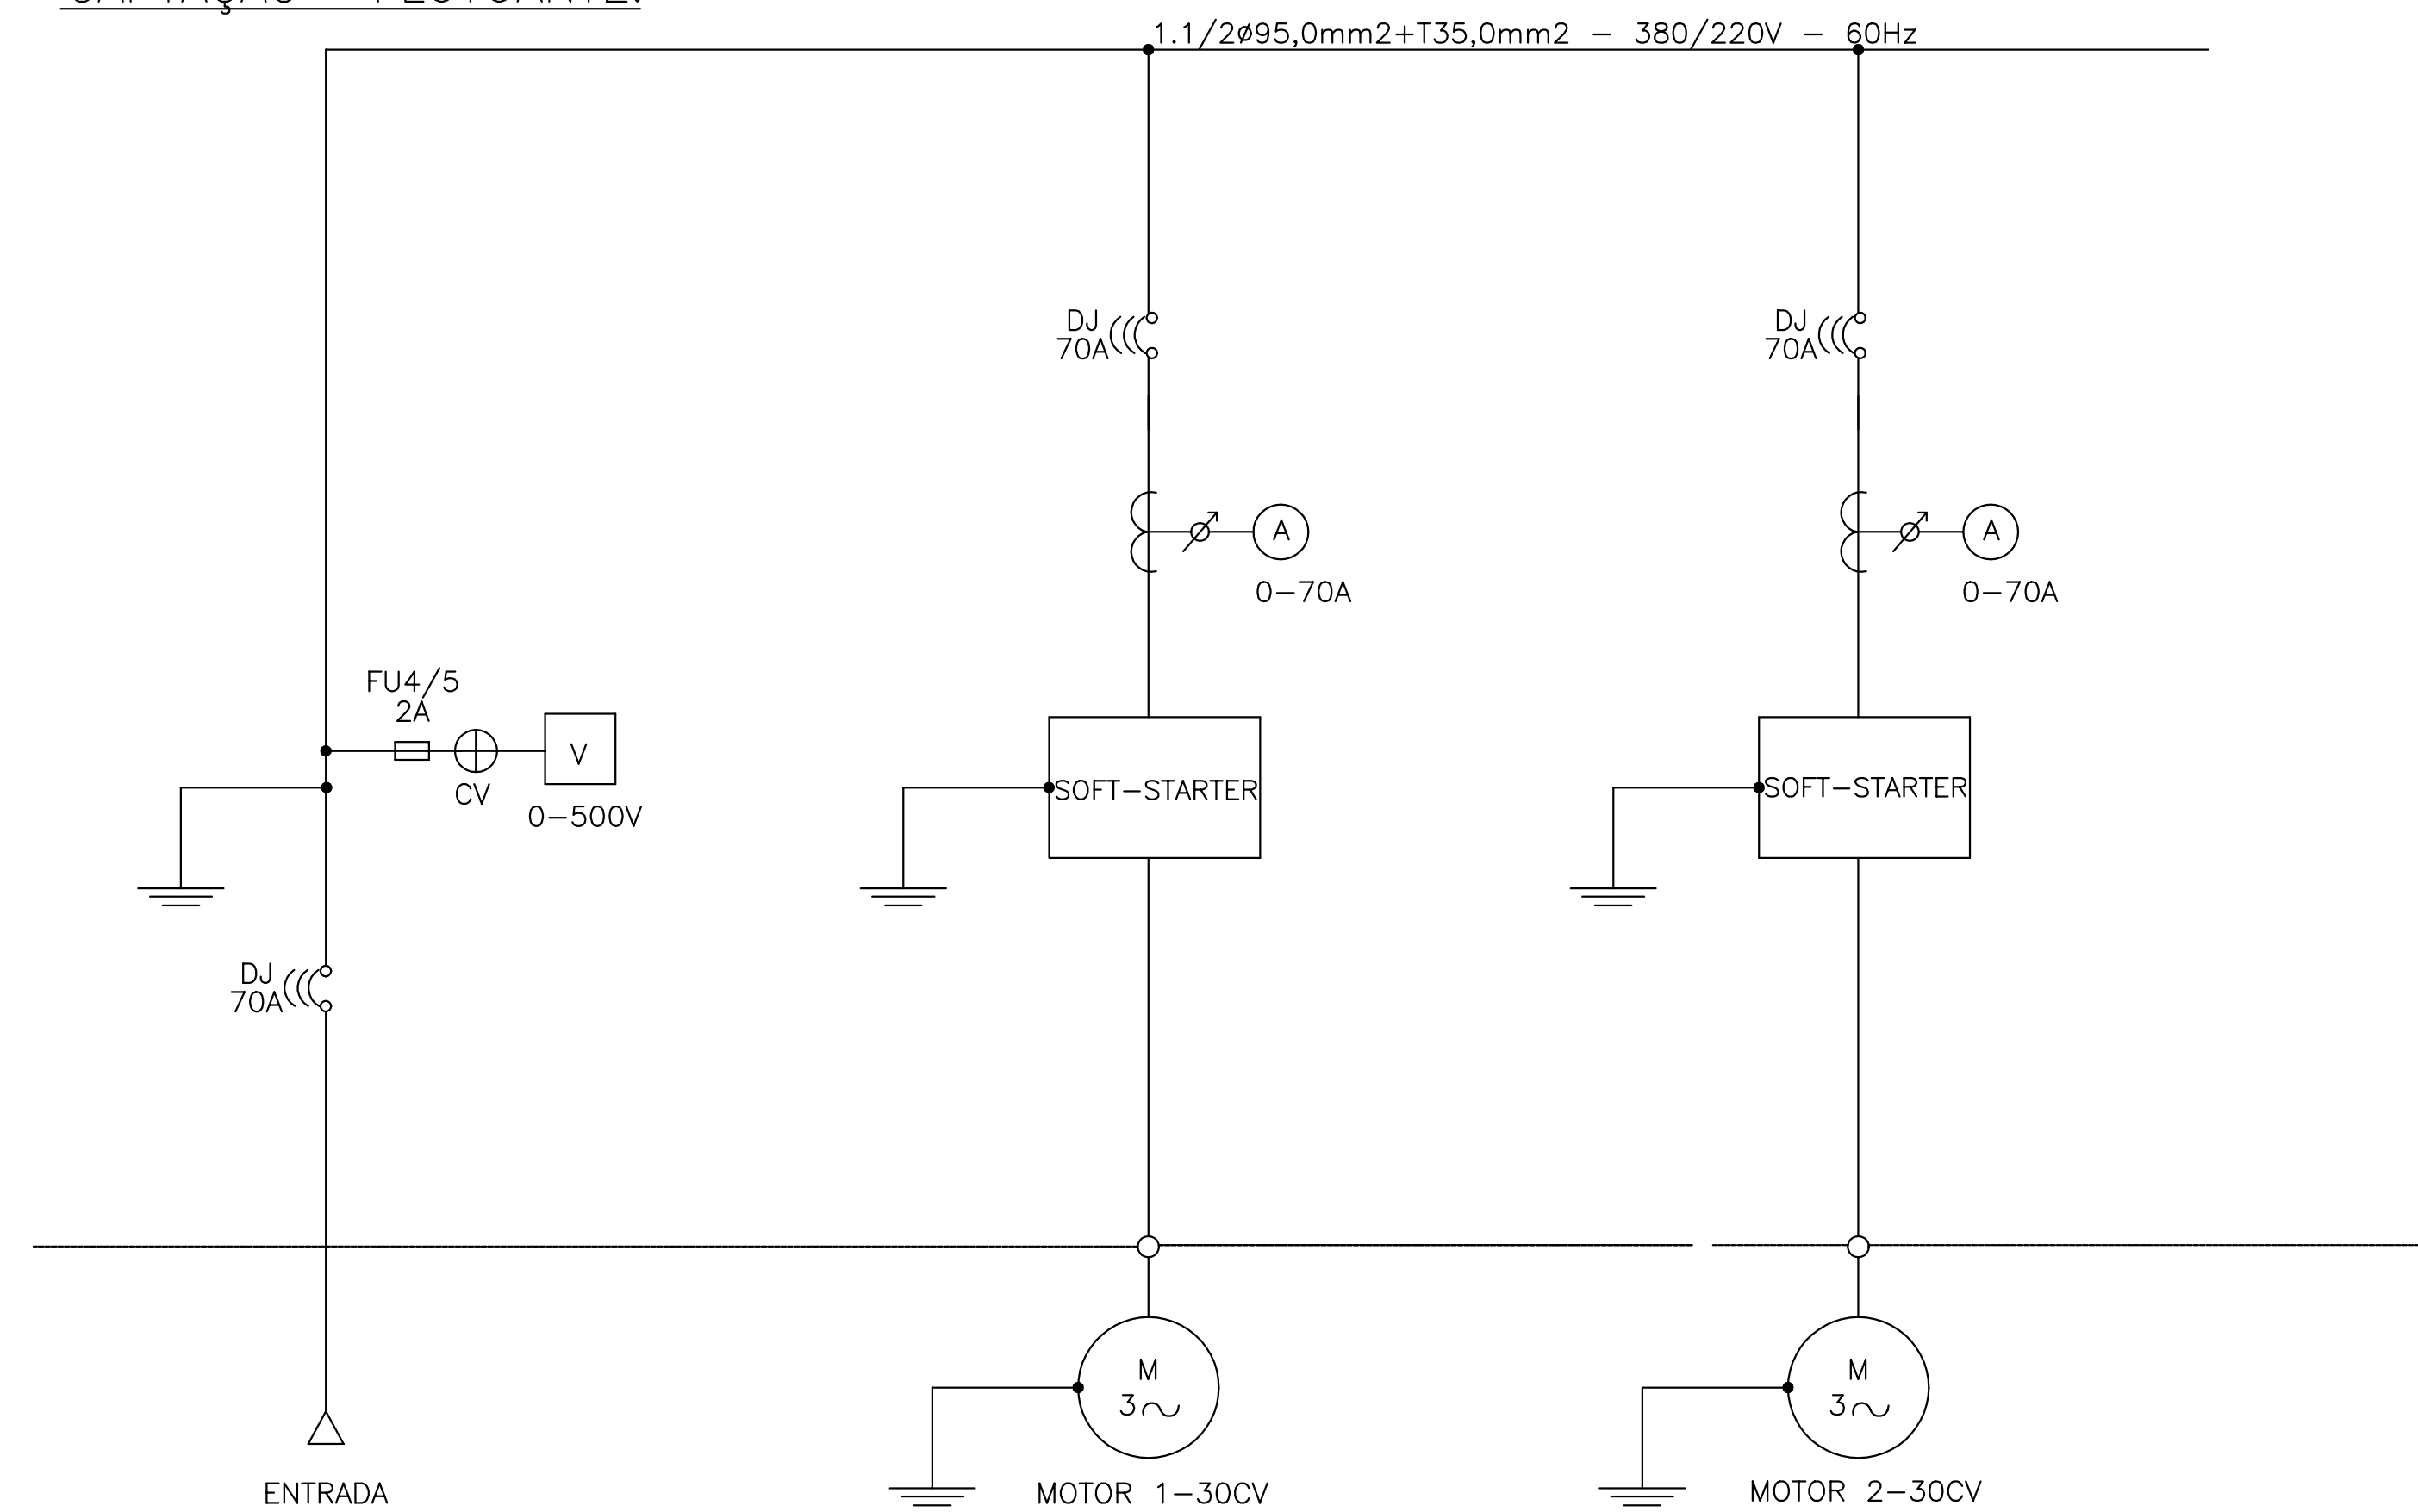 1.1/2ø95,0mm2+T35,0mm2 - 380/220V - 60Hz
DJ
70A
DJ
70A
A
0-70A
A
0-70A
FU4/5
2A
V
CV
0-500V
SOFT-STARTER
SOFT-STARTER
DJ
70A
M
3~
M
3~
ENTRADA
MOTOR 1-30CV
MOTOR 2-30CV